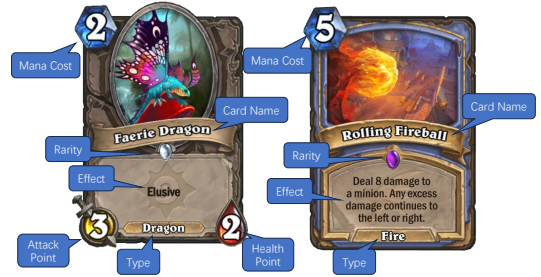 2
Mana Cost
Card Name
Faerie Dragon
Rarity
Effect
Elusive
3
Dragon
2
Attack
Point
Type
Health
Point
5
Mana Cost
Card Name
Rolling Fireball
Rarity
Effect
Deal 8 damage to
a minion. Any excess
damage continues to
the left or right.
Fire
Type